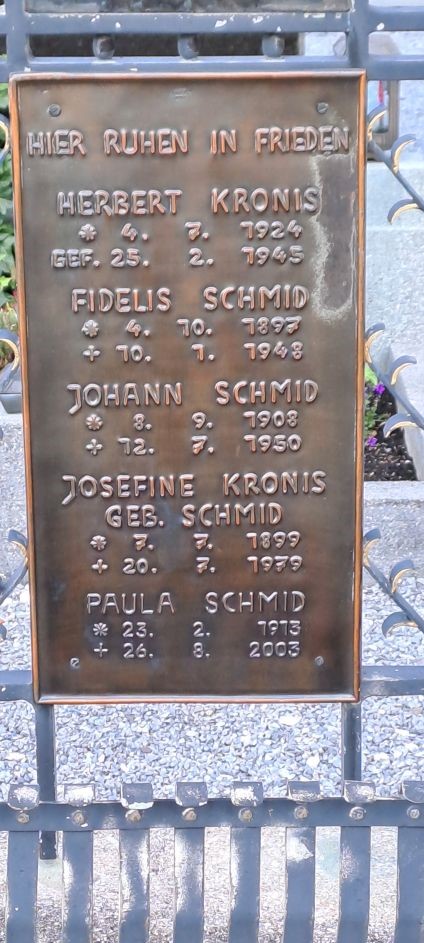 HIER RUHEN IN FRIEDEN
HERBERT KRONIS
* 4. 7. 1924
GEF. 25. 2. 1945
FIDELIS SCHMID
* 4. 10. 1897
+ 10. 1. 1948
JOHANN SCHMID
* 8. 9. 1908
+ 12. 7. 1950
JOSEFINE KRONIS
GEB. SCHMID
* 7. 7. 1899
+ 20. 7. 1979
PAULA SCHMID
* 23. 2. 1913
+ 26. 8. 2003